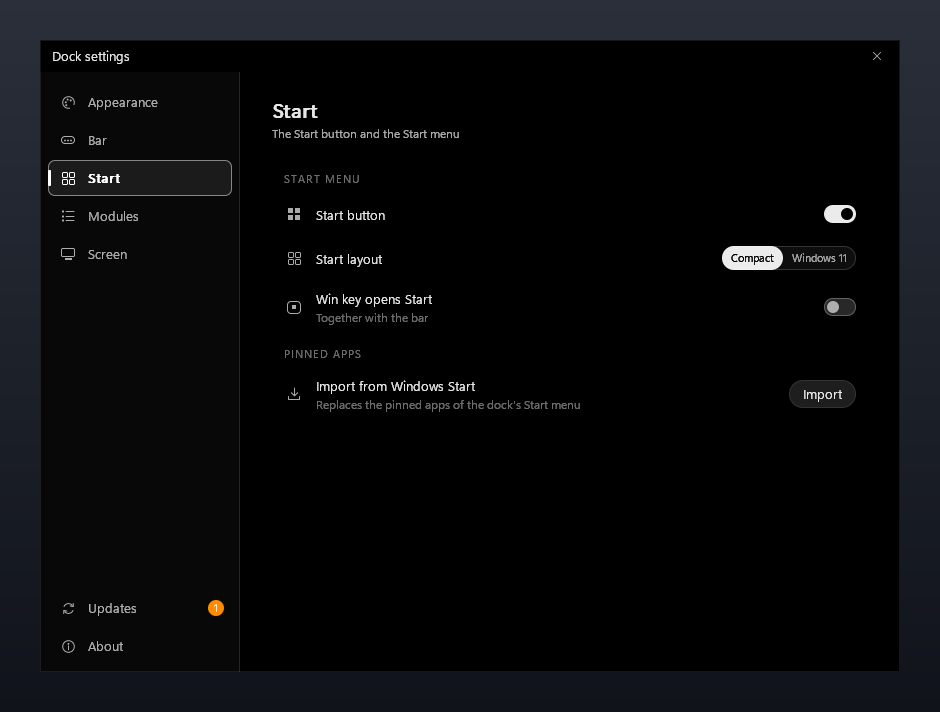 Dock settings
Appearance
Bar
Start
Modules
Screen
Updates
1
About
Start
The Start button and the Start menu
START MENU
Start button
Start layout
Compact
Windows 11
Win key opens Start
Together with the bar
PINNED APPS
Import from Windows Start
Replaces the pinned apps of the dock's Start menu
Import